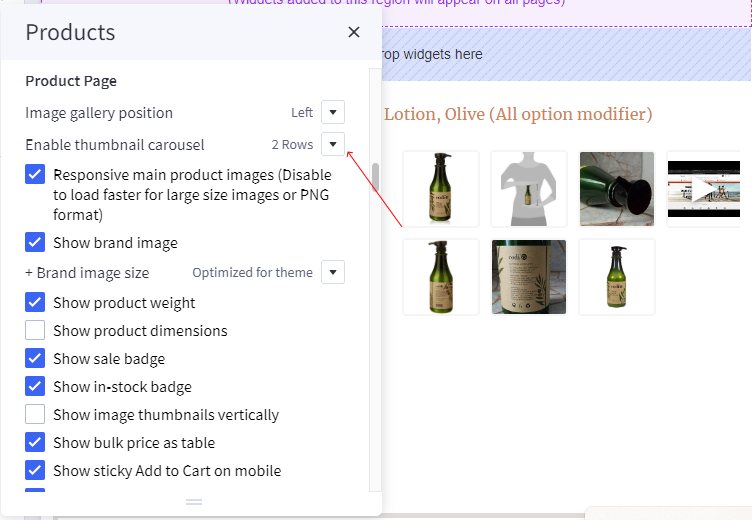 (Widgets added to this region will appear on all pages)
Products
rop widgets here
Product Page
Image gallery position Left
Enable thumbnail carousel 2 Rows
Responsive main product images (Disable
to load faster for large size images or PNG
format)
Show brand image
+ Brand image size Optimized for theme
Show product weight
Show product dimensions
Show sale badge
Show in-stock badge
Show image thumbnails vertically
Show bulk price as table
Show sticky Add to Cart on mobile
Lotion, Olive (All option modifier)
rodi